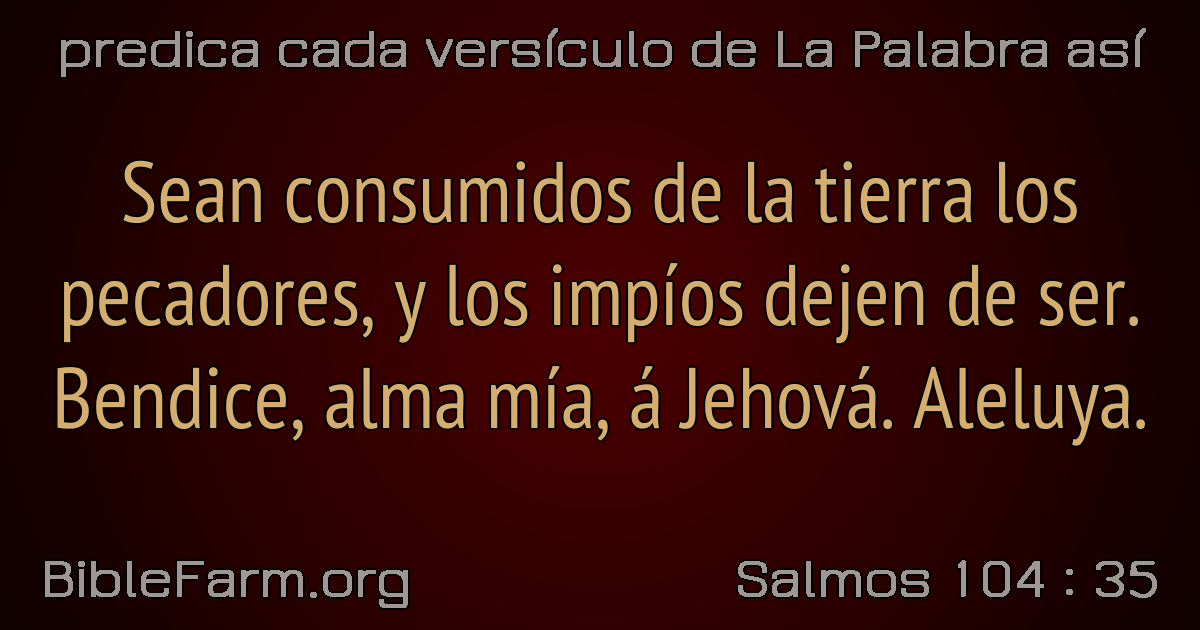 predica cada versículo de La Palabra así
Sean consumidos de la tierra los
pecadores, y los impíos dejen de ser.
Bendice, alma mía, á Jehová. Aleluya.
BibleFarm.org
Salmos 104 : 35